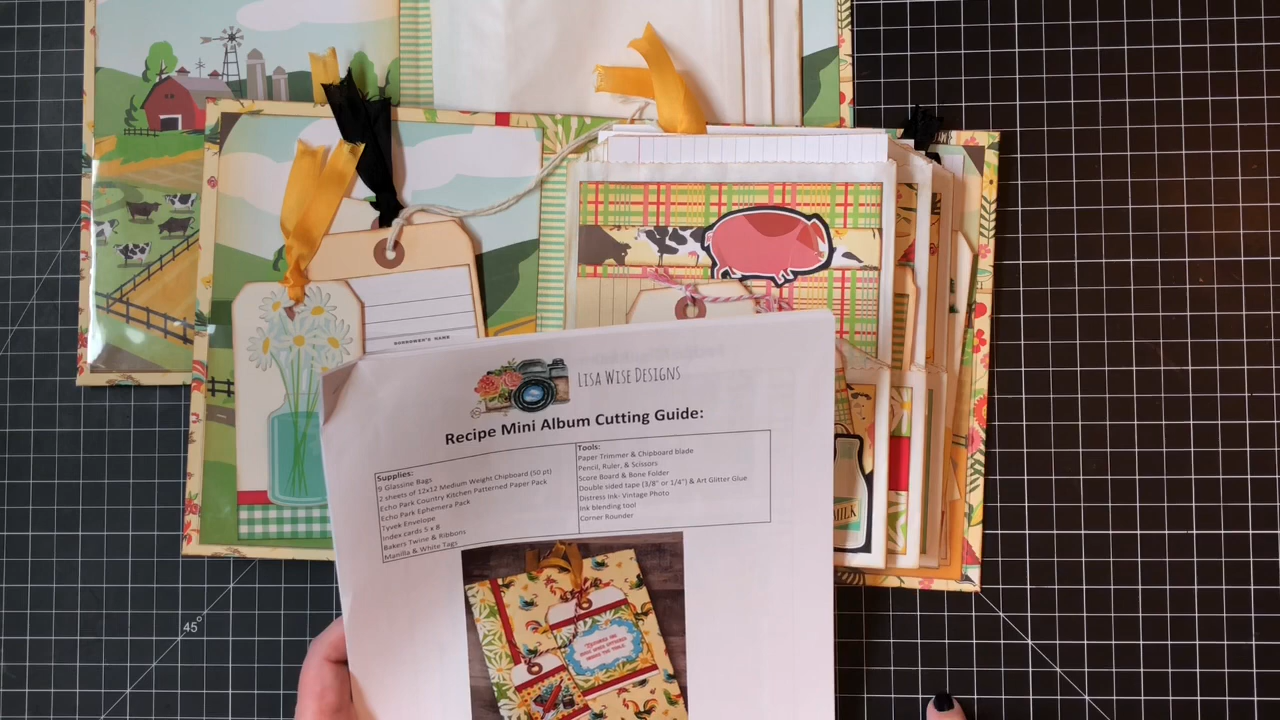 BORROWER'S NAME
LISA WISE DESIGNS
Recipe Mini Album Cutting Guide:
Supplies:
9 Glassine Bags
2 sheets of 12x12 Medium Weight Chipboard (50 pt)
Echo Park Country Kitchen Patterned Paper Pack
Echo Park Ephemera Pack
Tyvek Envelope
Index cards 5 x 8
Bakers Twine & Ribbons
Manilla & White Tags
Tools:
Paper Trimmer & Chipboard blade
Pencil, Ruler, & Scissors
Score Board & Bone Folder
Double sided tape (3/8" or 1/4") & Art Glitter Glue
Distress Ink- Vintage Photo
Ink blending tool
Corner Rounder
MILK
45°